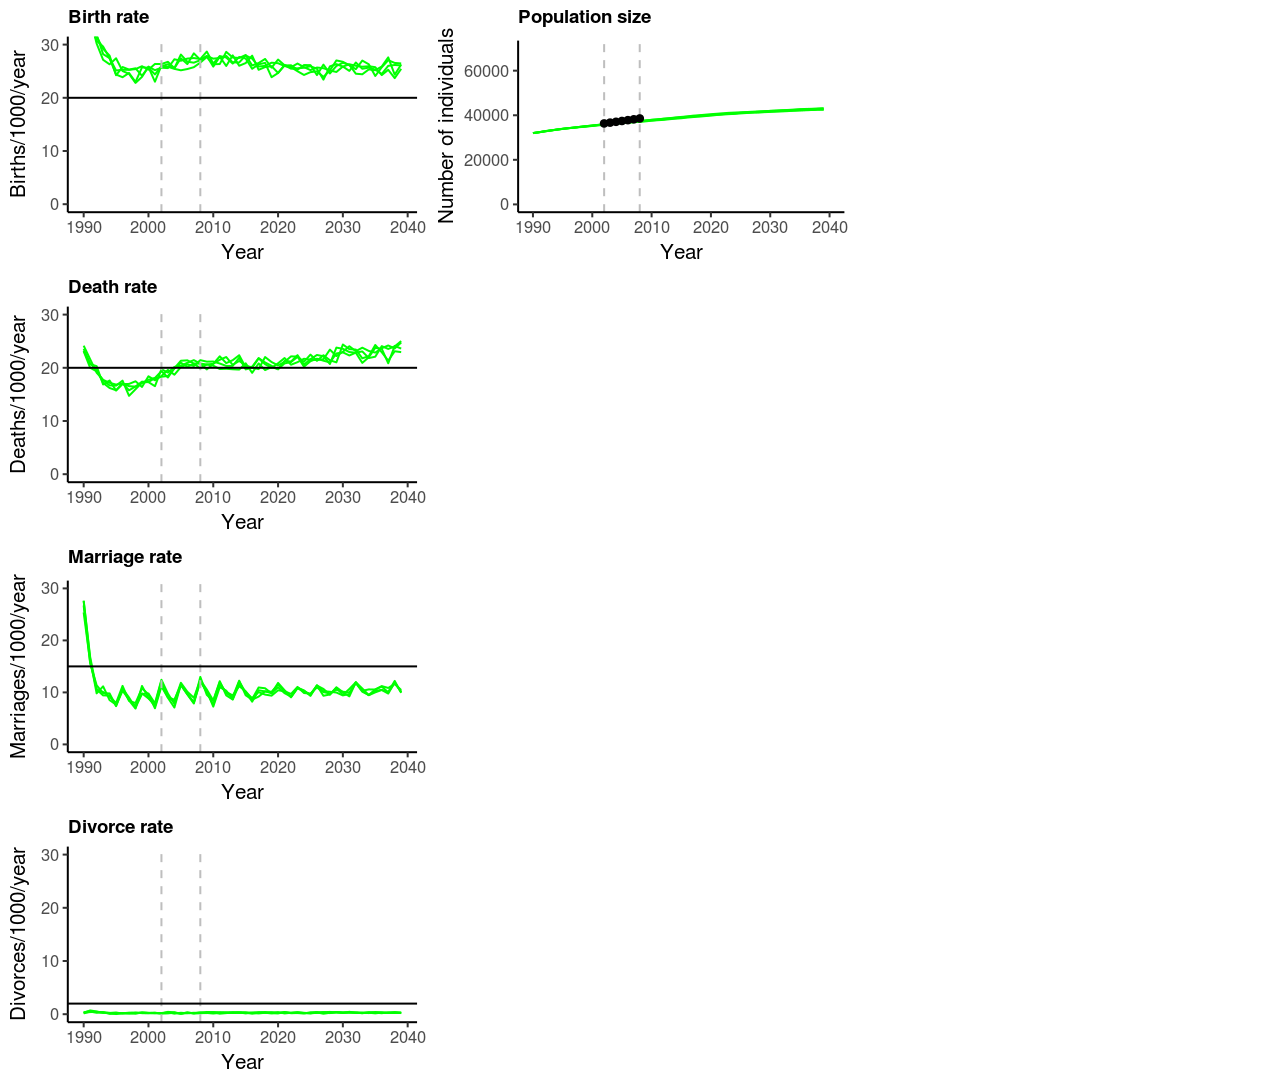 Birth rate
Births/1000/year
30
20
10
0
1990 2000 2010 2020 2030 2040
Year
Population size
Number of individuals
60000
40000
20000
0
1990 2000 2010 2020 2030 2040
Year
Death rate
Deaths/1000/year
30
20
10
0
1990 2000 2010 2020 2030 2040
Year
Marriage rate
Marriages/1000/year
30
20
10
0
1990 2000 2010 2020 2030 2040
Year
Divorce rate
Divorces/1000/year
30
20
10
0
1990 2000 2010 2020 2030 2040
Year